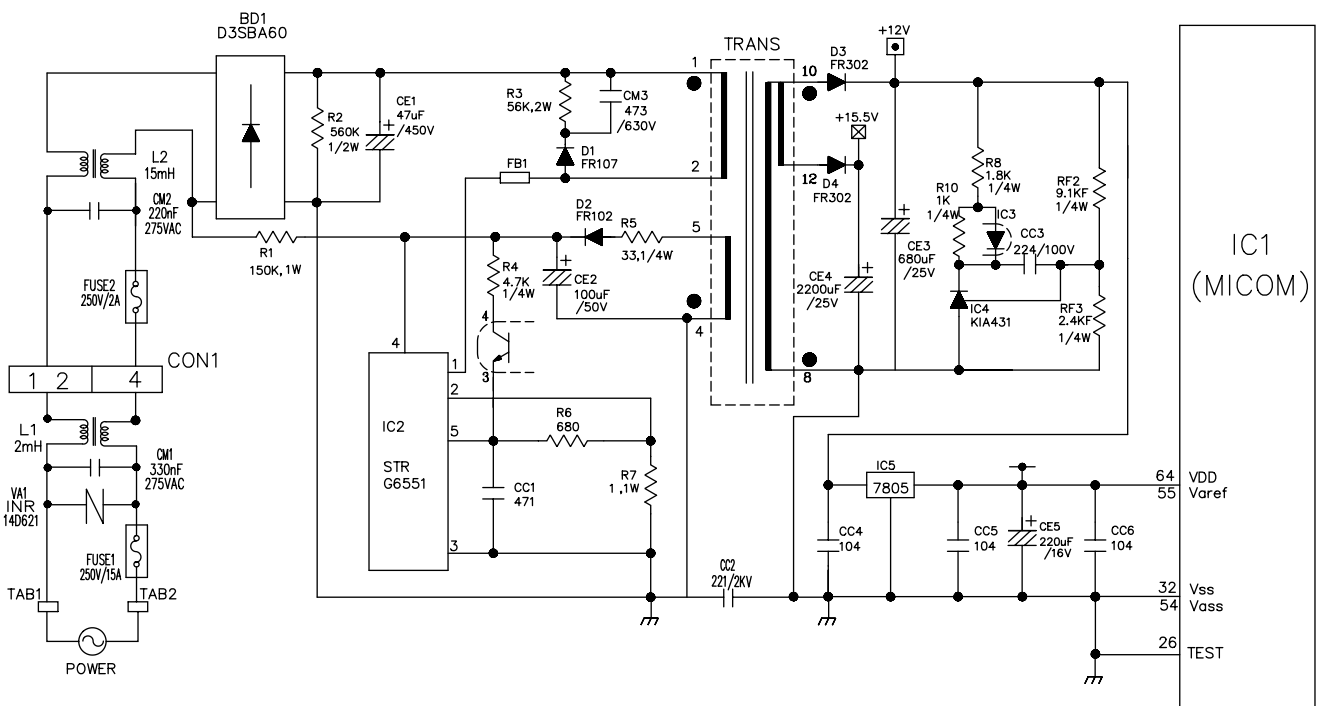 BD1
D3SBA60
TRANS
+12V
1
10
D3
FR302
R2
560K
1/2W
CE1
47uF
/450V
+
R3
56K,2W
CM3
473
/630V
D1
FR107
FB1
2
+15.5V
12
D4
FR302
R8
1.8K
1/4W
R10
1K
1/4W
IC3
CC3
224/100V
RF2
9.1KF
1/4W
L2
15mH
CM2
220nF
275VAC
R1
150K,1W
D2
FR102
R5
33,1/4W
5
R4
4.7K
1/4W
CE2
100uF
/50V
+
4
CE3
680uF
/25V
+
CE4
2200uF
/25V
+
IC4
KIA431
RF3
2.4KF
1/4W
IC1
(MICOM)
FUSE2
250V/2A
4
3
4
8
CON1
1 2
4
1
2
5
3
IC2
STR
G6551
R6
680
R7
1,1W
CC1
471
L1
2mH
CM1
330nF
275VAC
VA1
INR
14D621
FUSE1
250V/15A
TAB1
TAB2
POWER
CC2
221/2KV
IC5
7805
CC4
104
CC5
104
CE5
220uF
/16V
+
CC6
104
64
VDD
55
Varef
32
Vss
54
Vass
26
TEST